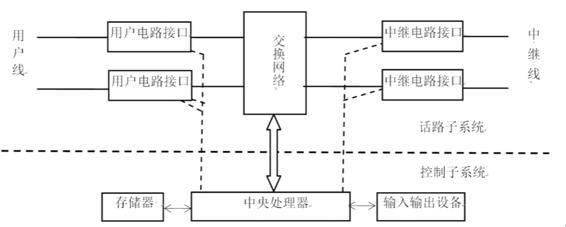 用户线
用户电路接口
用户电路接口
交换网络
中继电路接口
中继电路接口
中继线
话路子系统
控制子系统
存储器
中央处理器
输入输出设备